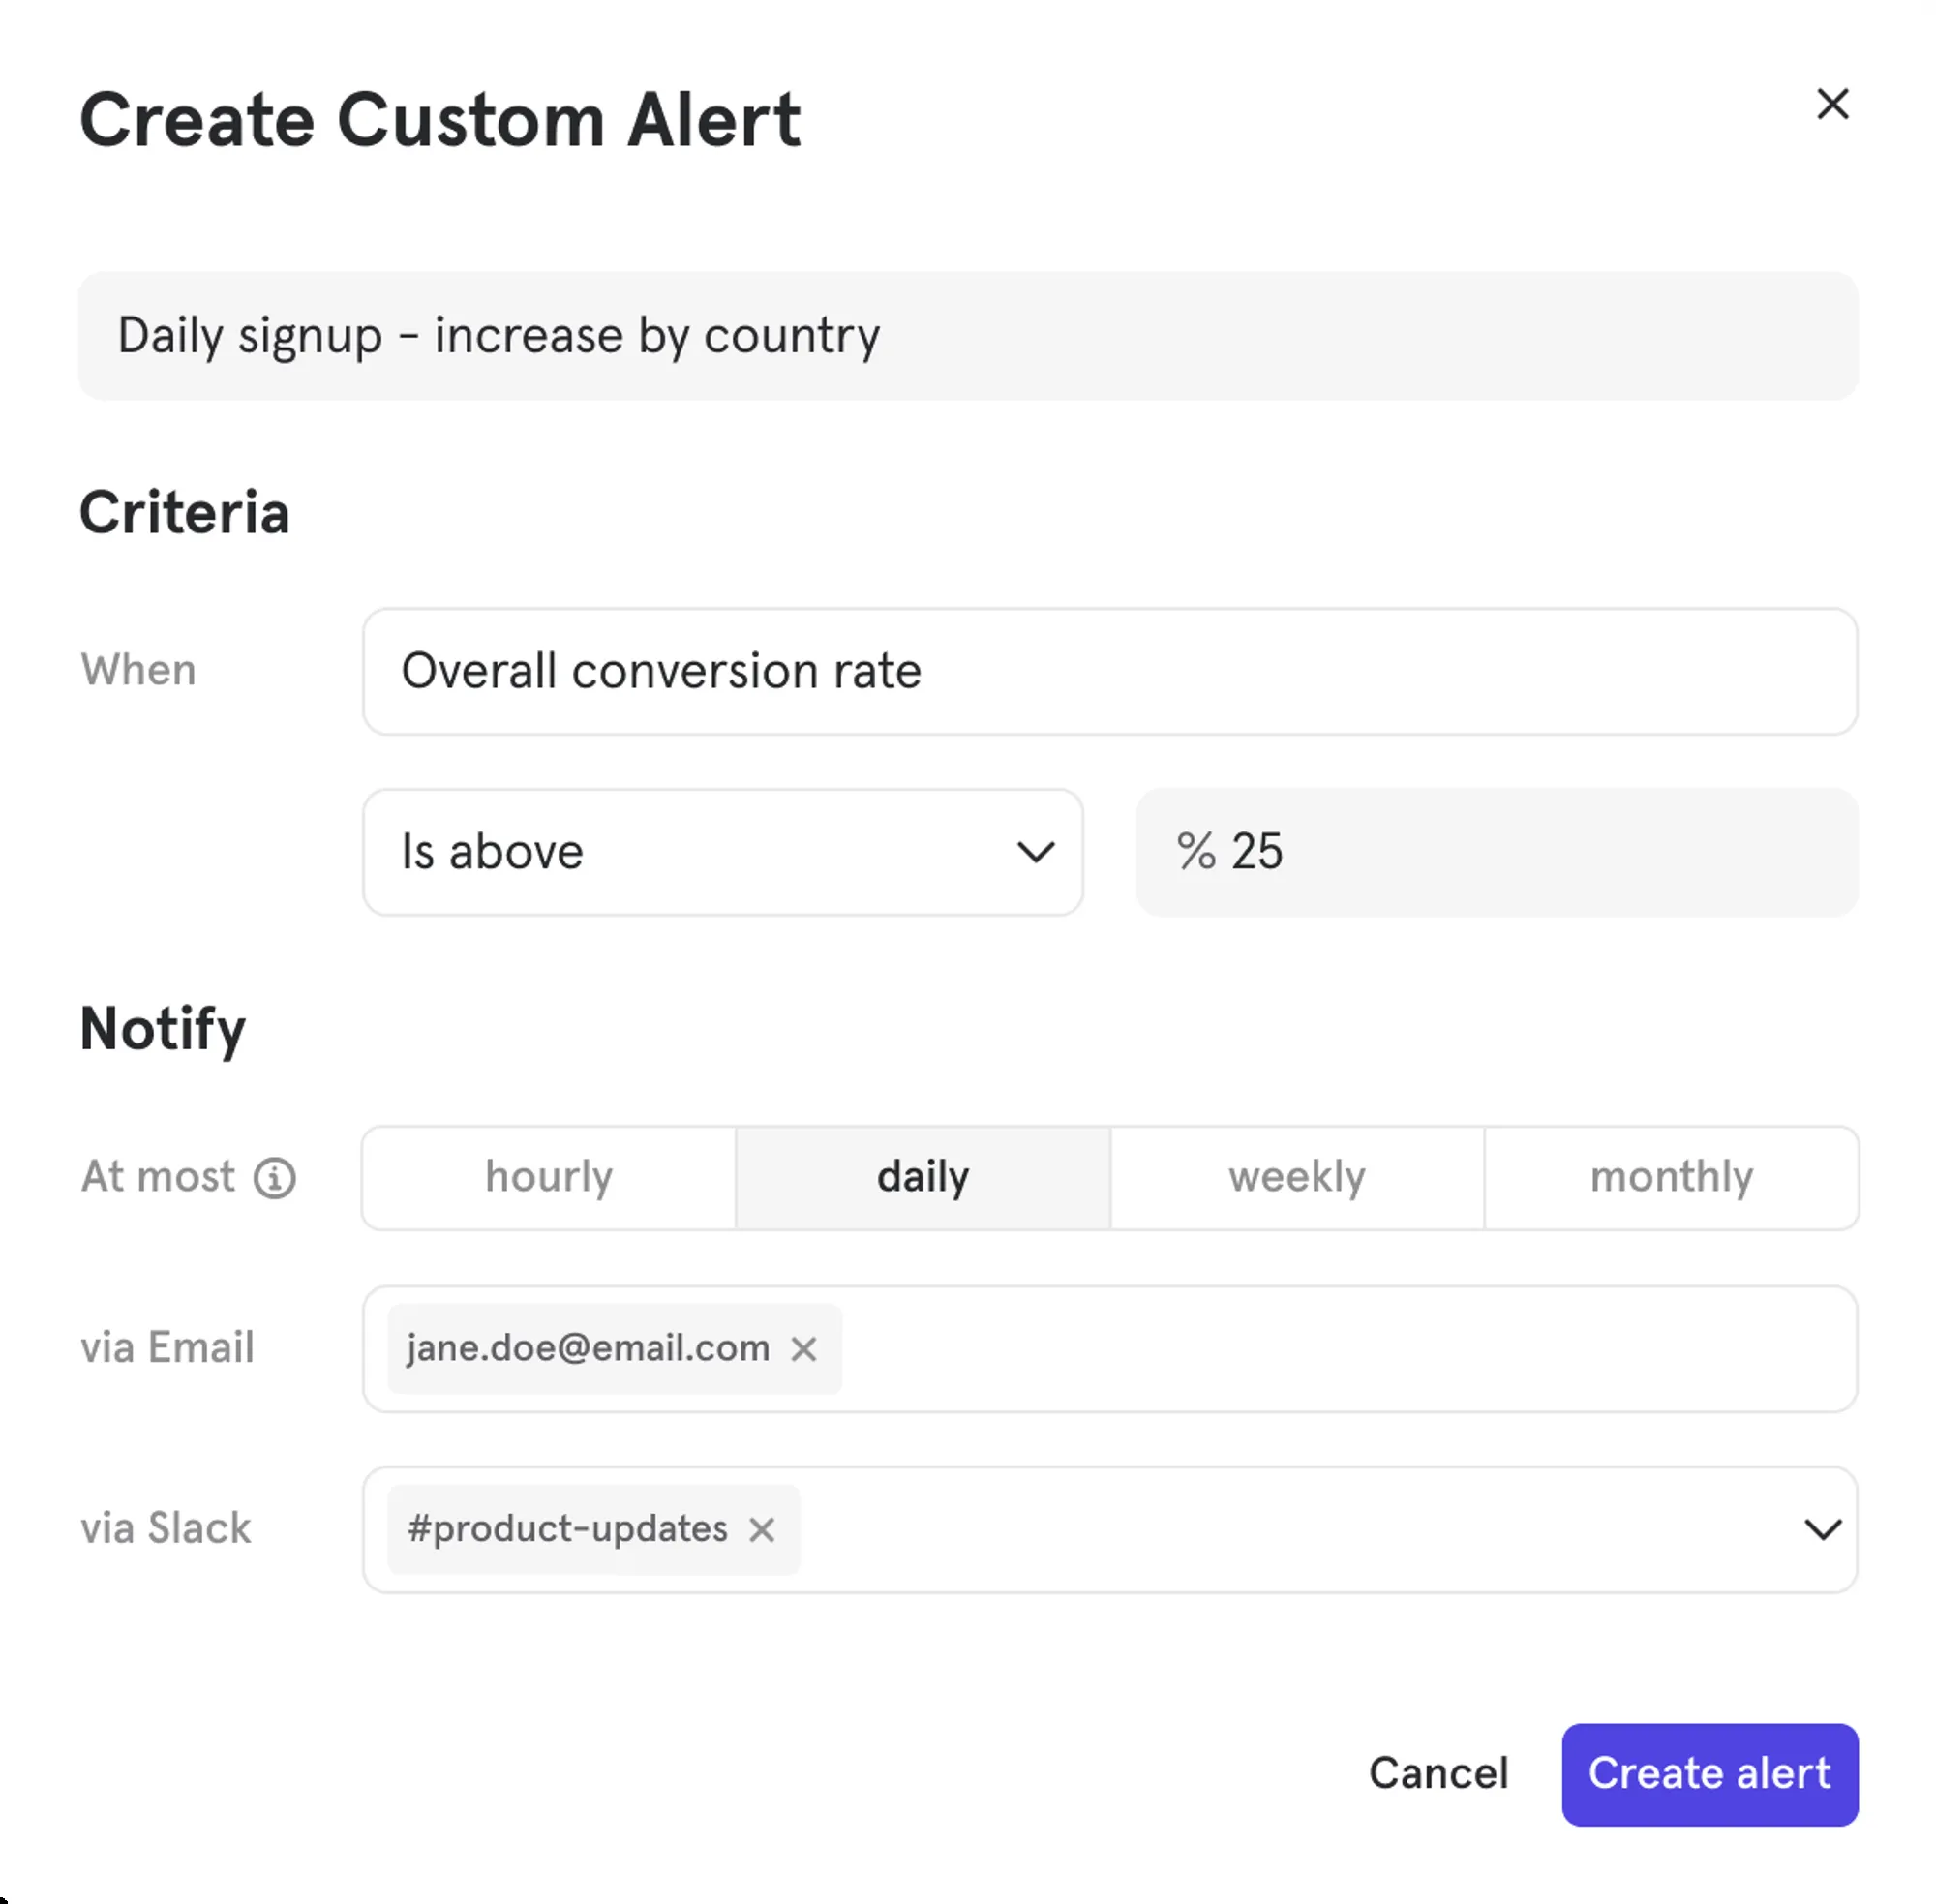 Create Custom Alert
Daily signup – increase by country
Criteria
When
Overall conversion rate
Is above
% 25
Notify
At most
hourly
daily
weekly
monthly
via Email
jane.doe@email.com
via Slack
#product-updates
Cancel
Create alert